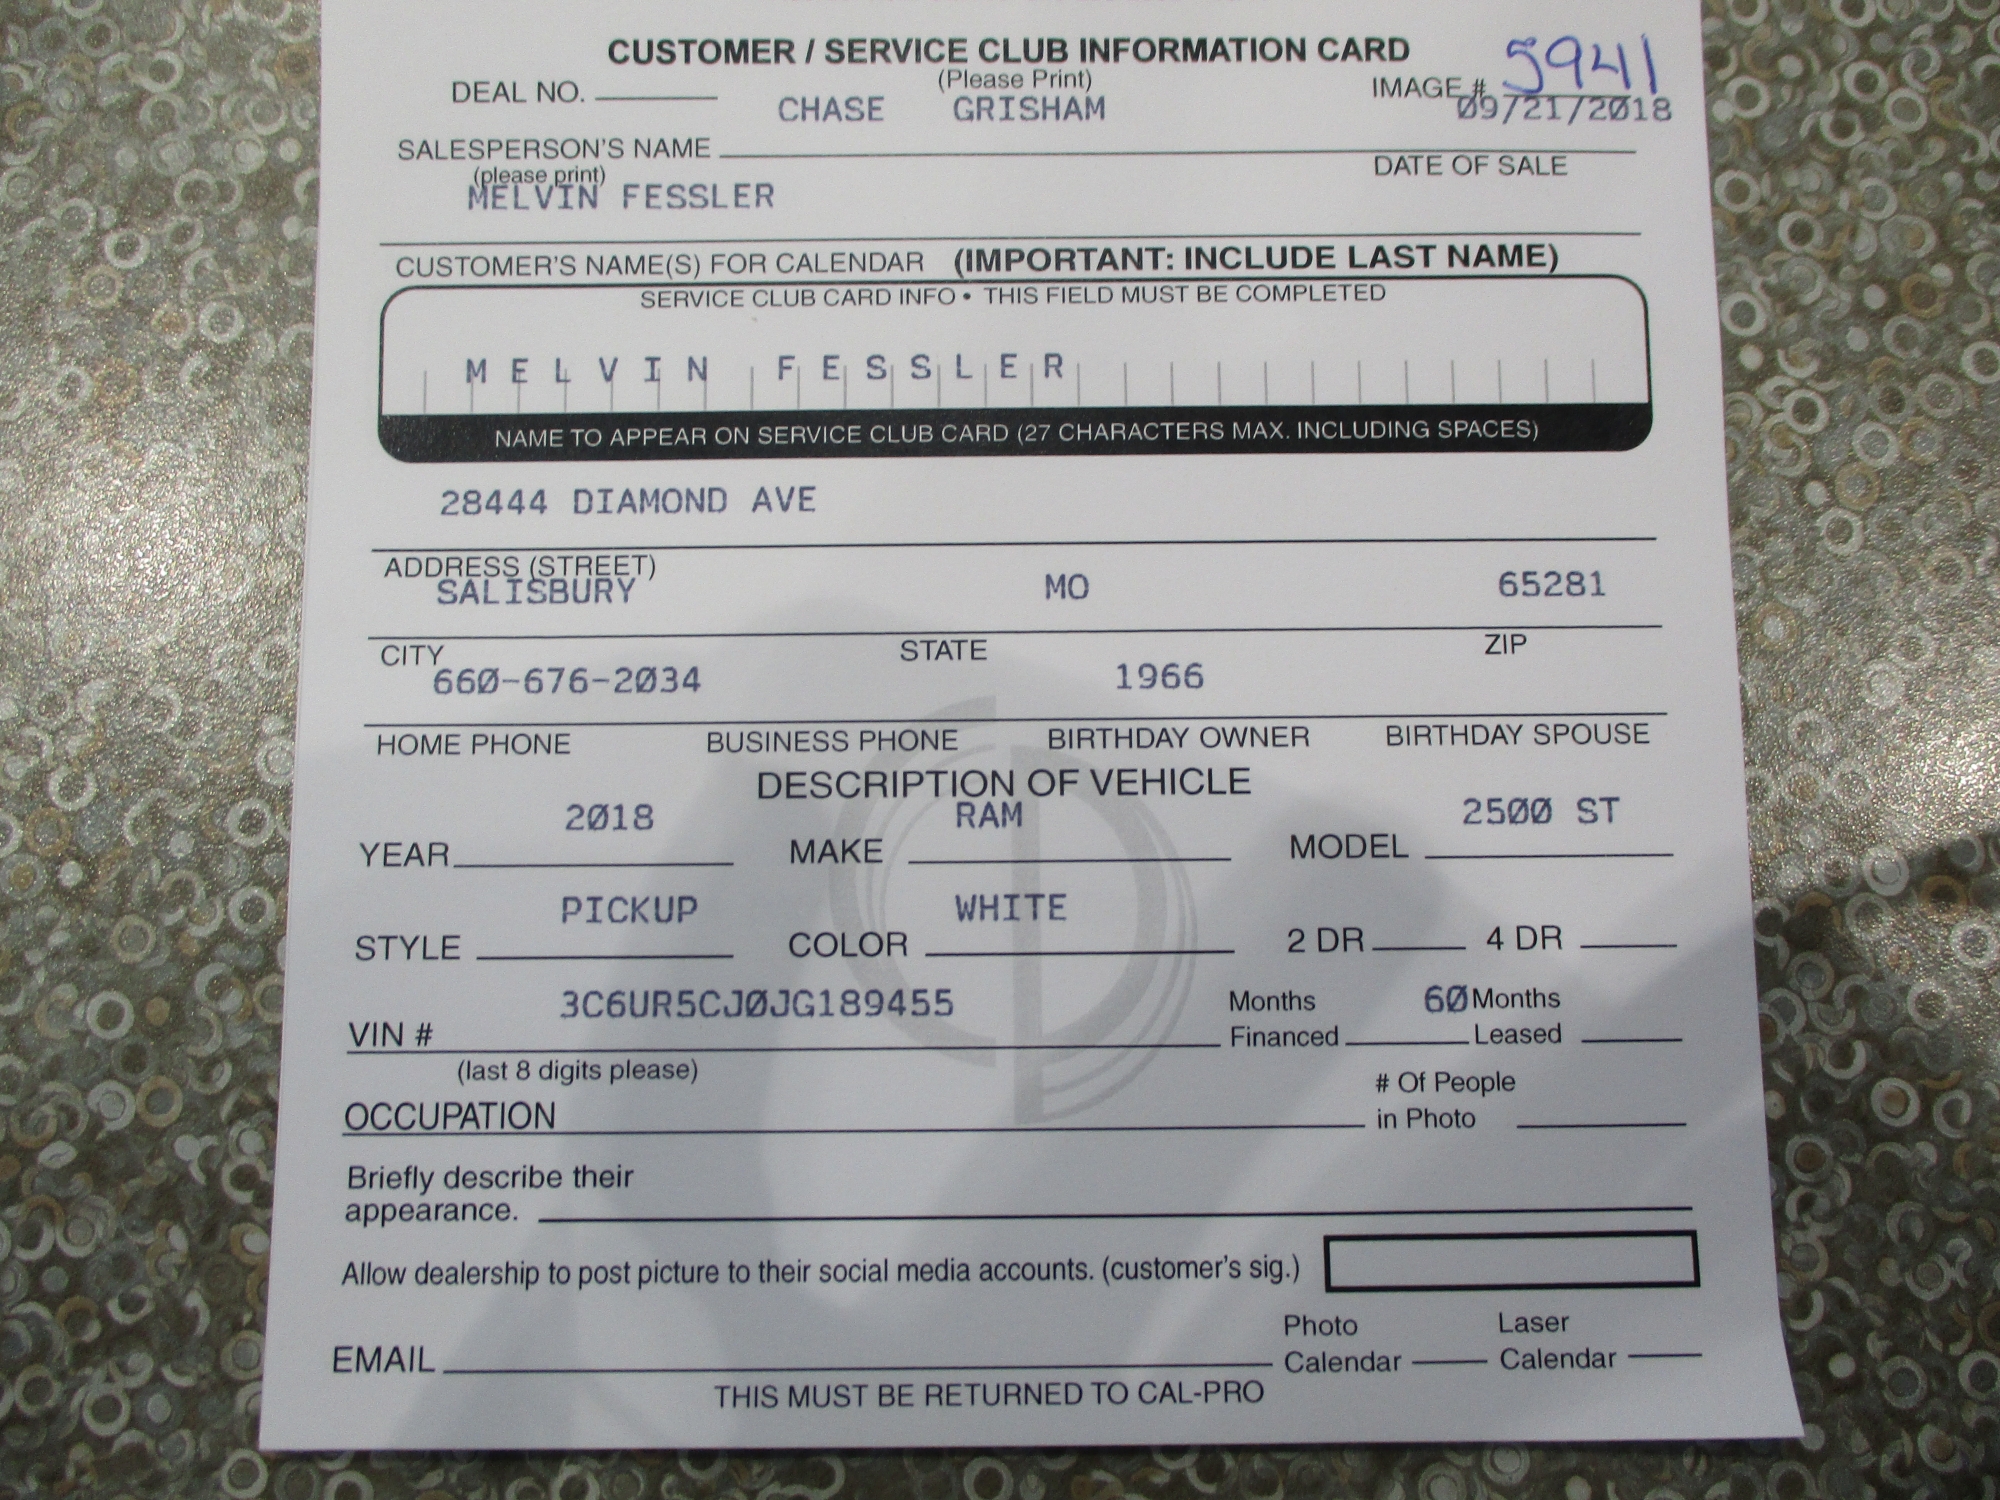 CUSTOMER / SERVICE CLUB INFORMATION CARD
(Please Print)
DEAL NO. IMAGE # 5941
CHASE GRISHAM 09/21/2018
SALESPERSON'S NAME DATE OF SALE
(please print)
MELVIN FESSLER
CUSTOMER'S NAME(S) FOR CALENDAR (IMPORTANT: INCLUDE LAST NAME)
SERVICE CLUB CARD INFO • THIS FIELD MUST BE COMPLETED
MELVIN FESSLER
NAME TO APPEAR ON SERVICE CLUB CARD (27 CHARACTERS MAX. INCLUDING SPACES)
28444 DIAMOND AVE
ADDRESS (STREET)
SALISBURY MO 65281
CITY STATE ZIP
660-676-2034 1966
HOME PHONE BUSINESS PHONE BIRTHDAY OWNER BIRTHDAY SPOUSE
DESCRIPTION OF VEHICLE
2018 RAM 2500 ST
YEAR MAKE MODEL
PICKUP WHITE
STYLE COLOR 2 DR 4 DR
3C6UR5CJ0JG189455 Months 60 Months
VIN # Financed Leased
(last 8 digits please) # Of People
OCCUPATION in Photo
Briefly describe their
appearance.
Allow dealership to post picture to their social media accounts. (customer's sig.)
Photo Laser
EMAIL Calendar Calendar
THIS MUST BE RETURNED TO CAL-PRO